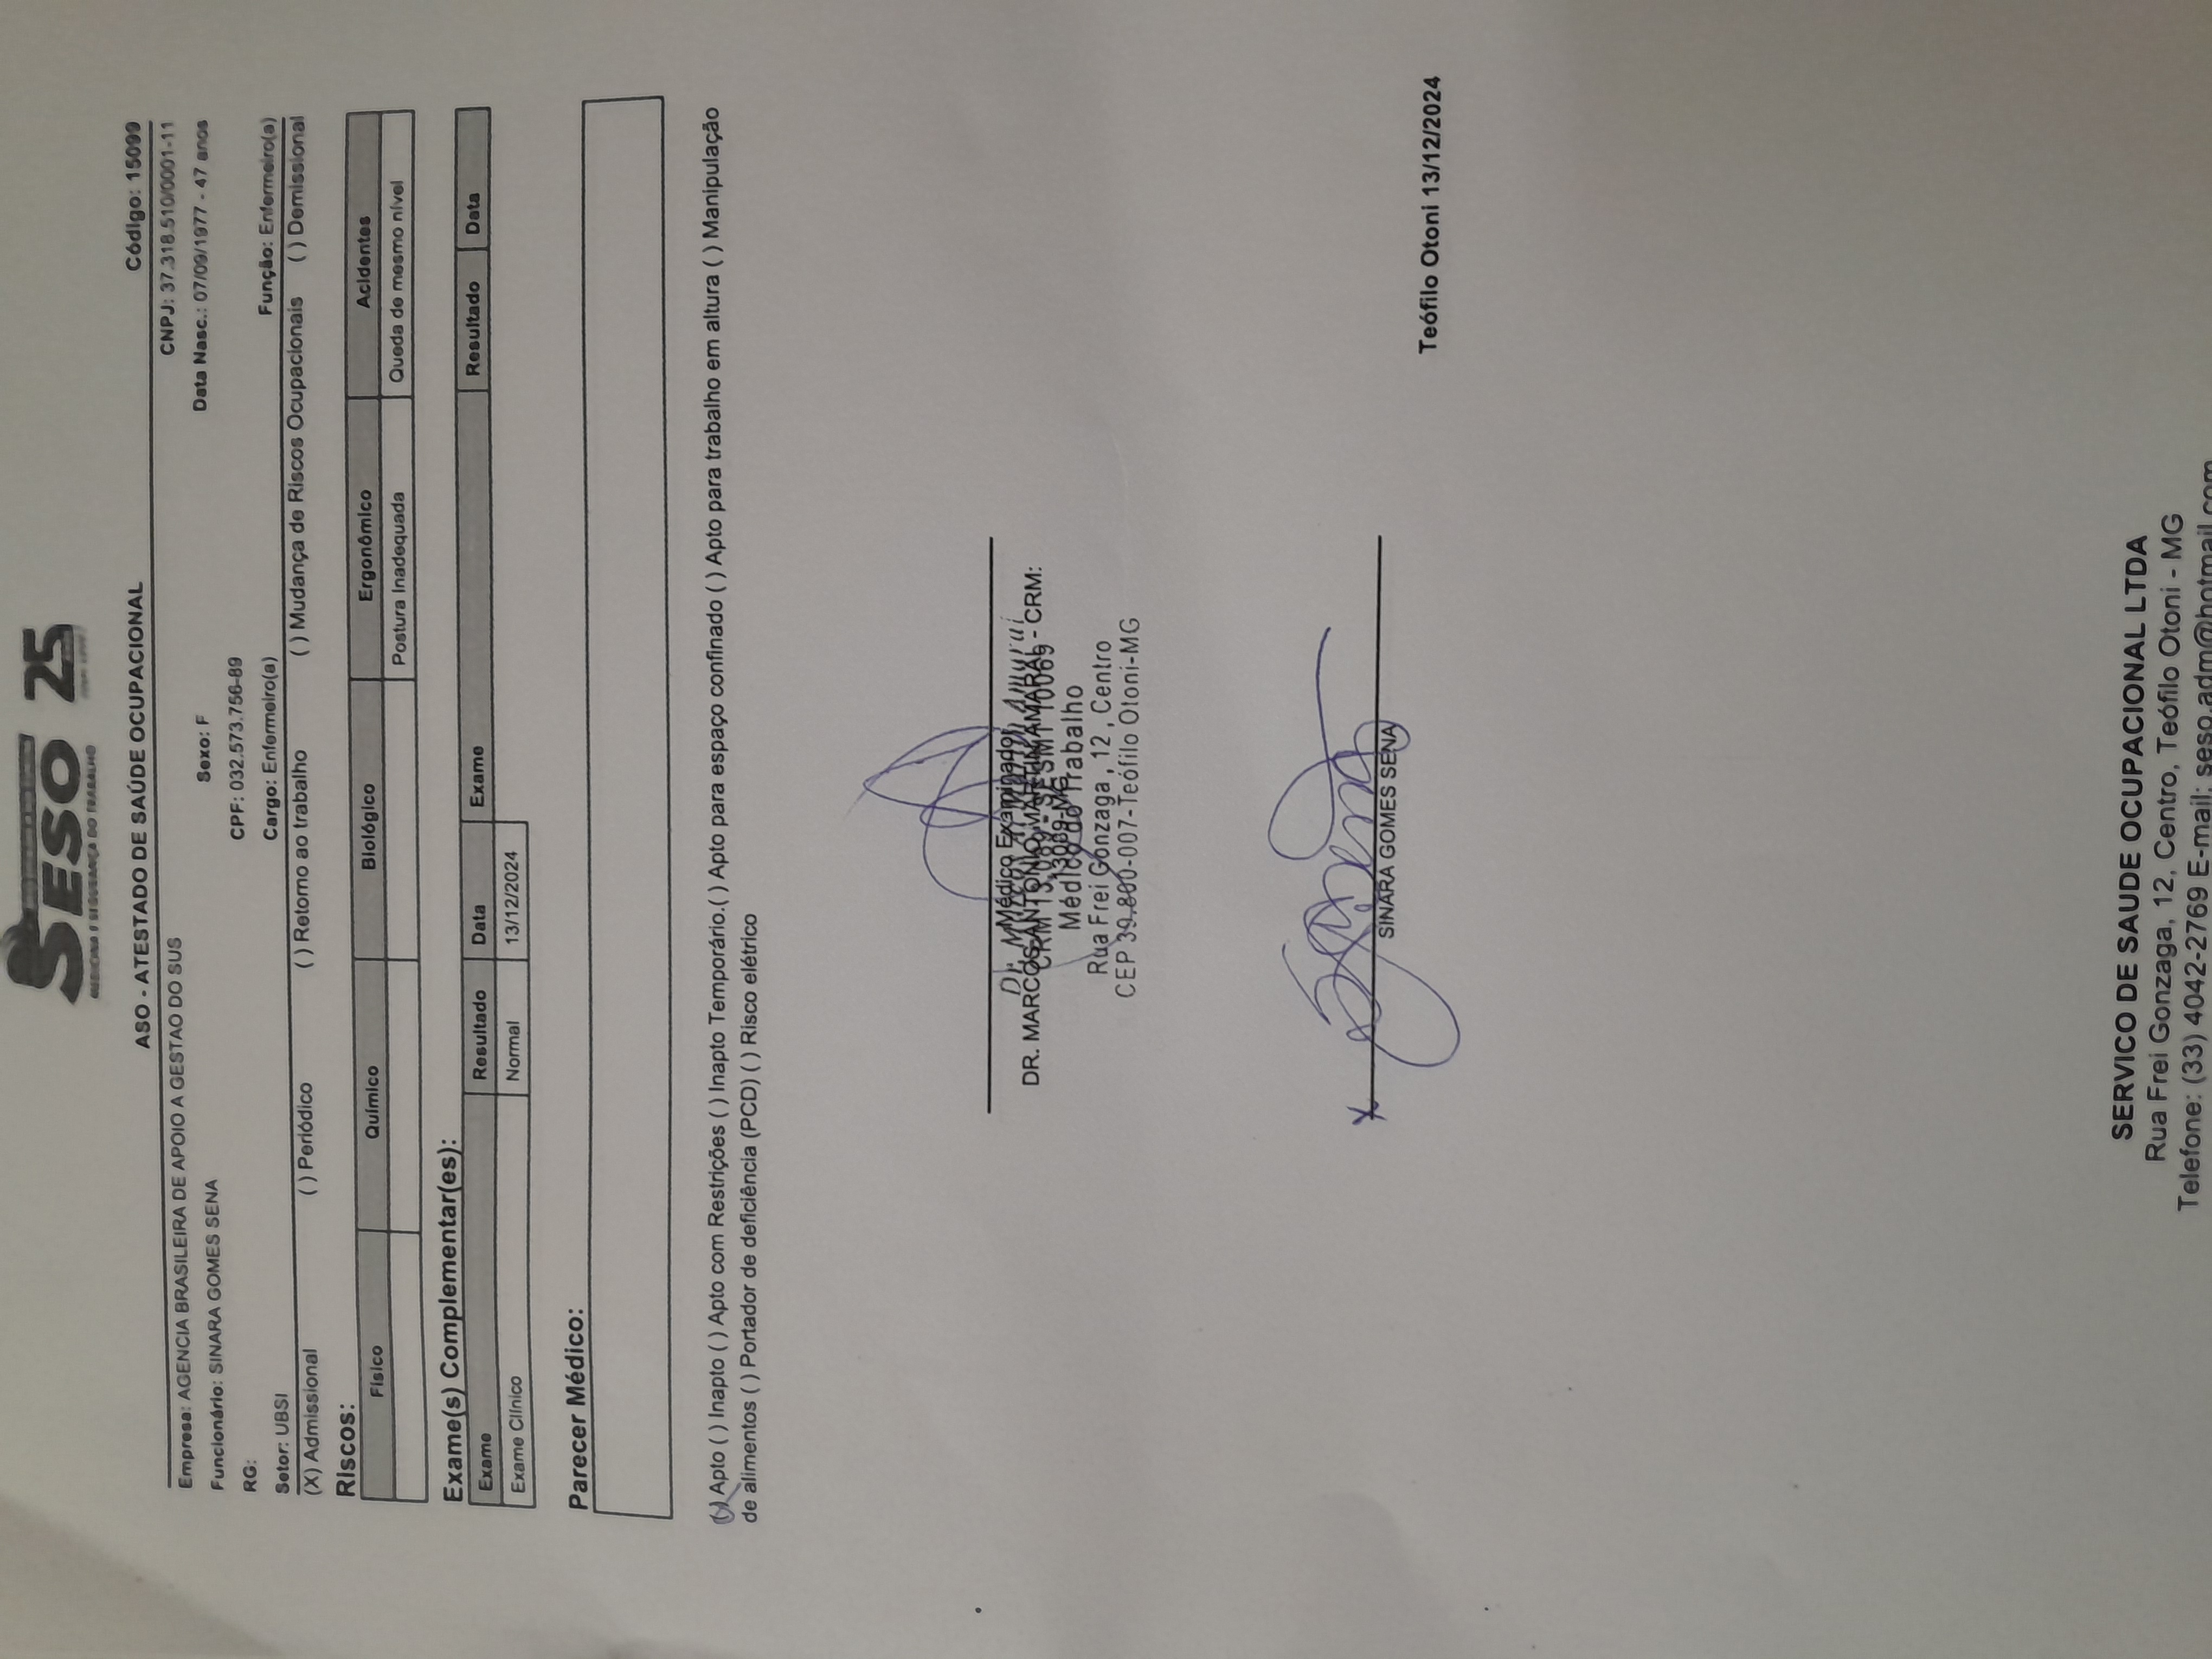 SESO 25
MEDICINA E SEGURANÇA DO TRABALHO
ASO - ATESTADO DE SAÚDE OCUPACIONAL Código: 15099
Empresa: AGENCIA BRASILEIRA DE APOIO A GESTAO DO SUS CNPJ: 37.318.510/0001-11
Funcionário: SINARA GOMES SENA Sexo: F Data Nasc.: 07/09/1977 - 47 anos
RG: CPF: 032.573.756-89
Setor: UBSI Cargo: Enfermeiro(a) Função: Enfermeiro(a)
(X) Admissional ( ) Periódico ( ) Retorno ao trabalho ( ) Mudança de Riscos Ocupacionais ( ) Demissional
Riscos:
Físico Químico Biológico Ergonômico Acidentes
Postura Inadequada Queda de mesmo nível
Exame(s) Complementar(es):
Exame Resultado Data Exame Resultado Data
Exame Clínico Normal 13/12/2024
Parecer Médico:
( ) Apto ( ) Inapto ( ) Apto com Restrições ( ) Inapto Temporário.( ) Apto para espaço confinado ( ) Apto para trabalho em altura ( ) Manipulação
de alimentos ( ) Portador de deficiência (PCD) ( ) Risco elétrico
Médico Examinador
Dr. Marcos A. Martin Amaral
DR. MARCOS ANTONIO MARTIN AMARAL - CRM:
CRM 13.089 - SESMT 10069
13089-MG
Médico do Trabalho
Rua Frei Gonzaga , 12 , Centro
CEP 39.800-007-Teófilo Otoni-MG
X
SINARA GOMES SENA
Teófilo Otoni 13/12/2024
SERVICO DE SAUDE OCUPACIONAL LTDA
Rua Frei Gonzaga, 12, Centro, Teófilo Otoni - MG
Telefone: (33) 4042-2769 E-mail: seso.adm@hotmail.com